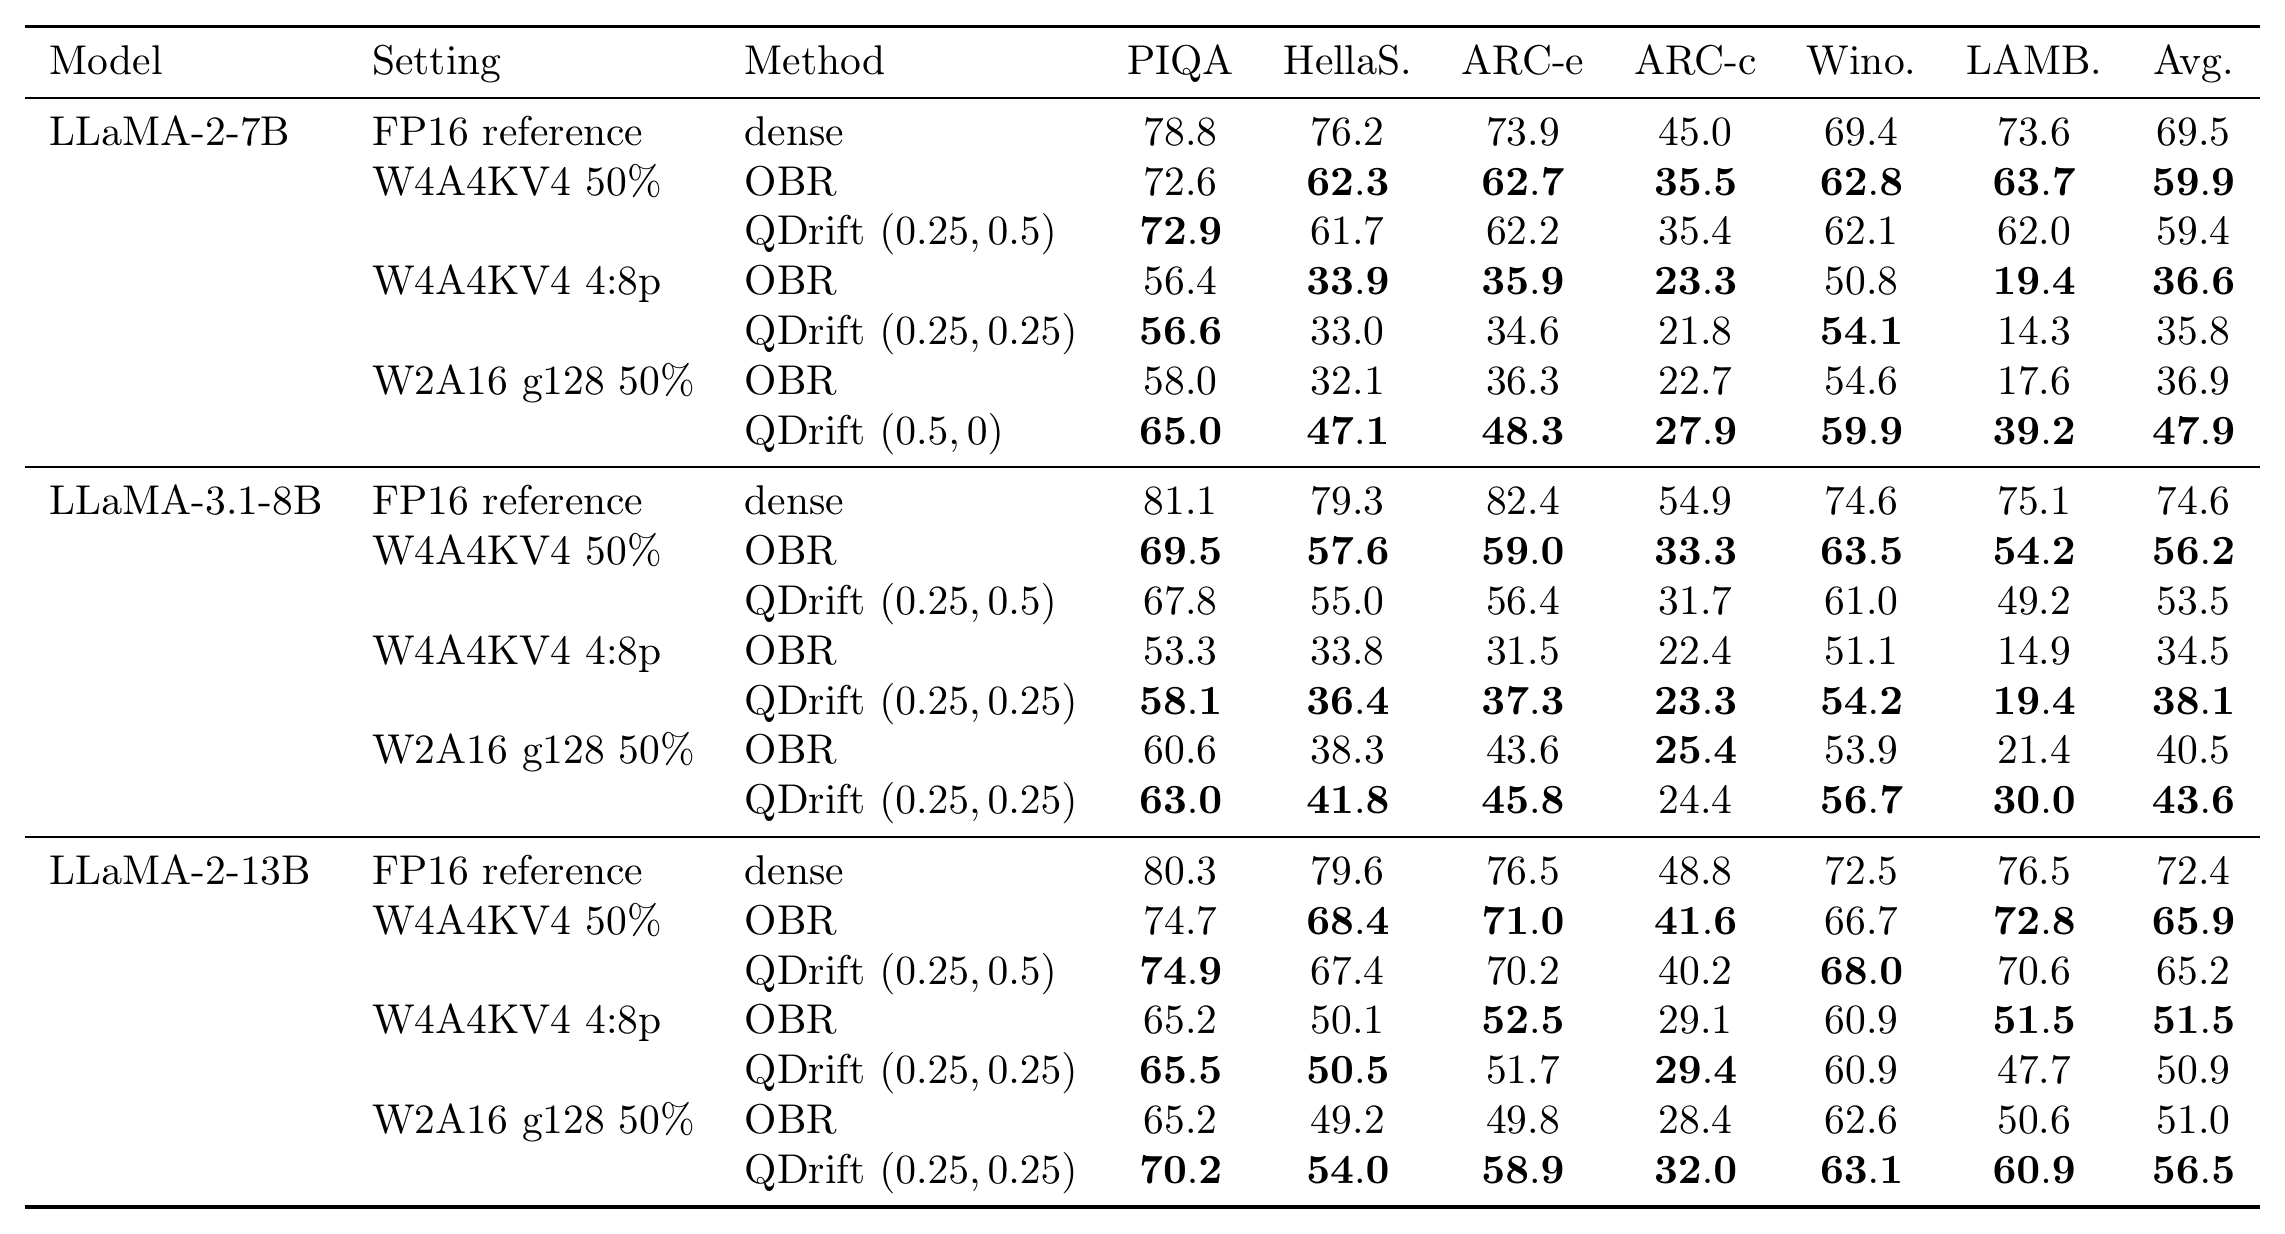 Model Setting Method PIQA HellaS. ARC-e ARC-c Wino. LAMB. Avg.
LLaMA-2-7B FP16 reference dense 78.8 76.2 73.9 45.0 69.4 73.6 69.5
W4A4KV4 50% OBR 72.6 62.3 62.7 35.5 62.8 63.7 59.9
QDrift (0.25, 0.5) 72.9 61.7 62.2 35.4 62.1 62.0 59.4
W4A4KV4 4:8p OBR 56.4 33.9 35.9 23.3 50.8 19.4 36.6
QDrift (0.25, 0.25) 56.6 33.0 34.6 21.8 54.1 14.3 35.8
W2A16 g128 50% OBR 58.0 32.1 36.3 22.7 54.6 17.6 36.9
QDrift (0.5, 0) 65.0 47.1 48.3 27.9 59.9 39.2 47.9
LLaMA-3.1-8B FP16 reference dense 81.1 79.3 82.4 54.9 74.6 75.1 74.6
W4A4KV4 50% OBR 69.5 57.6 59.0 33.3 63.5 54.2 56.2
QDrift (0.25, 0.5) 67.8 55.0 56.4 31.7 61.0 49.2 53.5
W4A4KV4 4:8p OBR 53.3 33.8 31.5 22.4 51.1 14.9 34.5
QDrift (0.25, 0.25) 58.1 36.4 37.3 23.3 54.2 19.4 38.1
W2A16 g128 50% OBR 60.6 38.3 43.6 25.4 53.9 21.4 40.5
QDrift (0.25, 0.25) 63.0 41.8 45.8 24.4 56.7 30.0 43.6
LLaMA-2-13B FP16 reference dense 80.3 79.6 76.5 48.8 72.5 76.5 72.4
W4A4KV4 50% OBR 74.7 68.4 71.0 41.6 66.7 72.8 65.9
QDrift (0.25, 0.5) 74.9 67.4 70.2 40.2 68.0 70.6 65.2
W4A4KV4 4:8p OBR 65.2 50.1 52.5 29.1 60.9 51.5 51.5
QDrift (0.25, 0.25) 65.5 50.5 51.7 29.4 60.9 47.7 50.9
W2A16 g128 50% OBR 65.2 49.2 49.8 28.4 62.6 50.6 51.0
QDrift (0.25, 0.25) 70.2 54.0 58.9 32.0 63.1 60.9 56.5